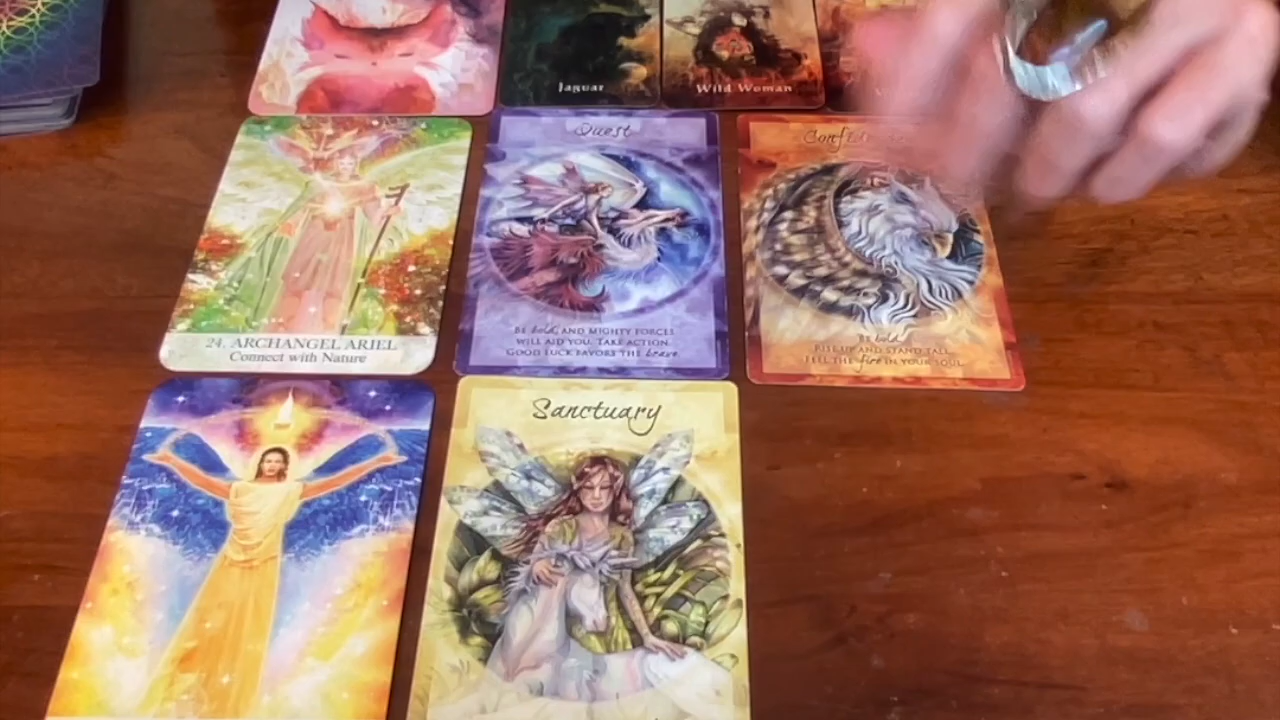 Jaguar
Wild Woman
Quest
24. ARCHANGEL ARIEL
Connect with Nature
BE bold, AND MIGHTY FORCES
WILL AID YOU. TAKE ACTION.
GOOD LUCK FAVORS THE brave
BE bold
RISE UP AND STAND TALL
FEEL THE fire IN YOUR SOUL
Sanctuary